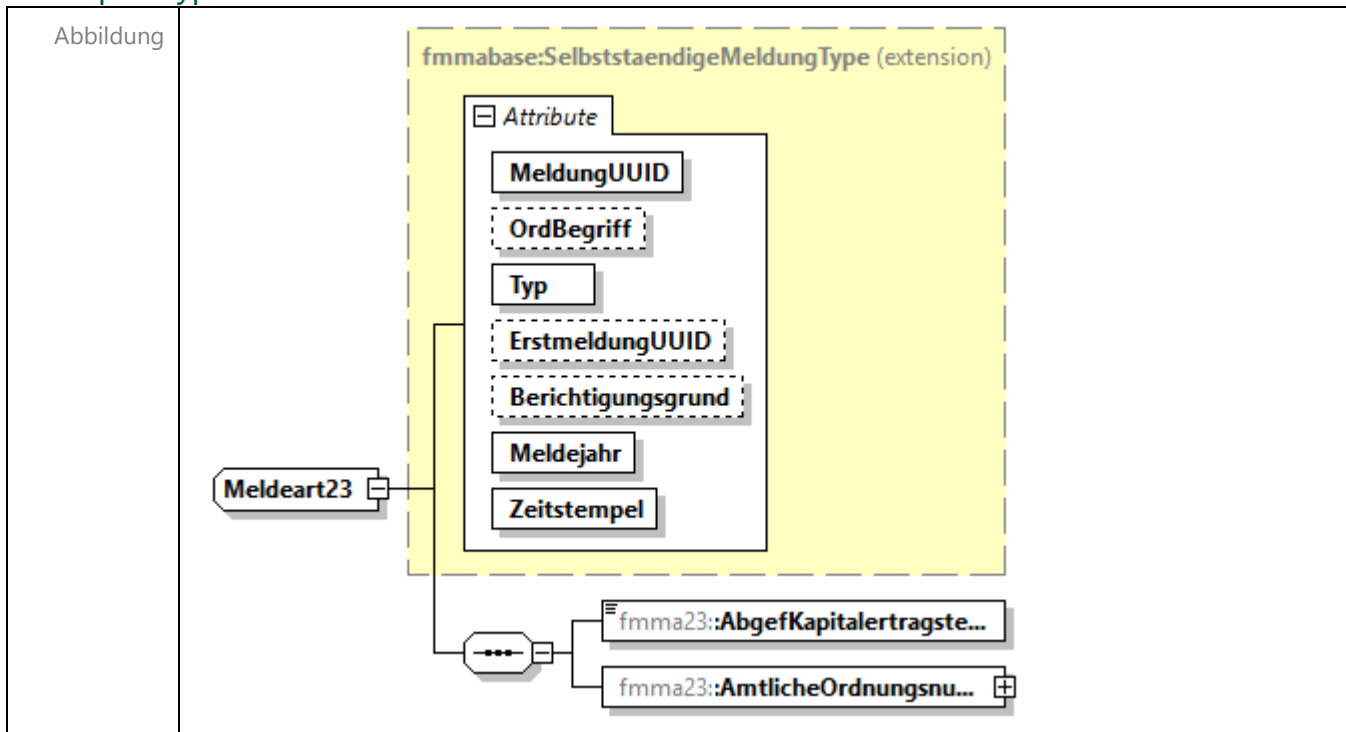 Abbildung
fmmabase:SelbststaendigeMeldungType (extension)
Attribute
MeldungUUID
OrdBegriff
Typ
ErstmeldungUUID
Berichtigungsgrund
Meldejahr
Zeitstempel
Meldeart23
fmma23::AbgefKapitalertragste...
fmma23::AmtlicheOrdnungsnu...